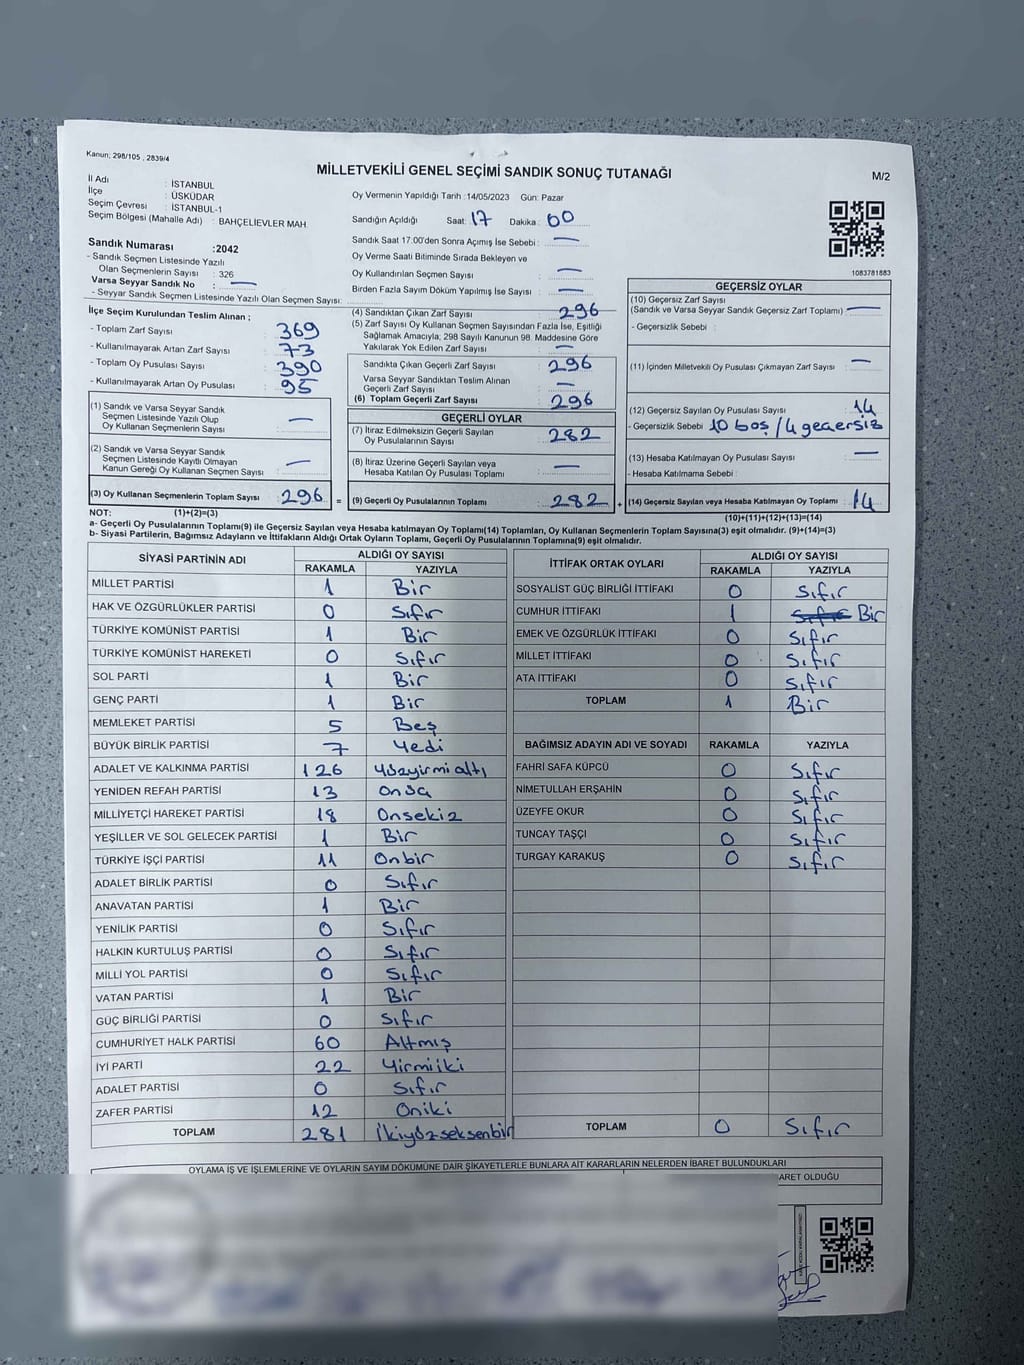 Kanun: 298/105 , 2839/4
MİLLETVEKİLİ GENEL SEÇİMİ SANDIK SONUÇ TUTANAĞI
M/2
İl Adı : İSTANBUL
İlçe : ÜSKÜDAR
Seçim Çevresi : İSTANBUL-1
Seçim Bölgesi (Mahalle Adı) : BAHÇELİEVLER MAH.
Sandık Numarası :2042
- Sandık Seçmen Listesinde Yazılı
Olan Seçmenlerin Sayısı : 326
Varsa Seyyar Sandık No : —
- Seyyar Sandık Seçmen Listesinde Yazılı Olan Seçmen Sayısı:
Oy Vermenin Yapıldığı Tarih :14/05/2023 Gün: Pazar
Sandığın Açıldığı Saat: 17 Dakika: 00
Sandık Saat 17:00'den Sonra Açımış İse Sebebi : —
Oy Verme Saati Bitiminde Sırada Bekleyen ve
Oy Kullandırılan Seçmen Sayısı : —
Birden Fazla Sayım Döküm Yapılmış İse Sayısı : —
1083781883
İlçe Seçim Kurulundan Teslim Alınan ;
- Toplam Zarf Sayısı : 369
- Kullanılmayarak Artan Zarf Sayısı : 73
- Toplam Oy Pusulası Sayısı : 390
- Kullanılmayarak Artan Oy Pusulası : 95
(1) Sandık ve Varsa Seyyar Sandık
Seçmen Listesinde Yazılı Olup
Oy Kullanan Seçmenlerin Sayısı : —
(2) Sandık ve Varsa Seyyar Sandık
Seçmen Listesinde Kayıtlı Olmayan
Kanun Gereği Oy Kullanan Seçmen Sayısı : —
(3) Oy Kullanan Seçmenlerin Toplam Sayısı : 296 =
(4) Sandıktan Çıkan Zarf Sayısı : 296
(5) Zarf Sayısı Oy Kullanan Seçmen Sayısından Fazla İse, Eşitliği
Sağlamak Amacıyla; 298 Sayılı Kanunun 98. Maddesine Göre
Yakılarak Yok Edilen Zarf Sayısı : —
Sandıkta Çıkan Geçerli Zarf Sayısı : 296
Varsa Seyyar Sandıktan Teslim Alınan
Geçerli Zarf Sayısı : —
(6) Toplam Geçerli Zarf Sayısı : 296
GEÇERLİ OYLAR
(7) İtiraz Edilmeksizin Geçerli Sayılan
Oy Pusulalarının Sayısı : 282
(8) İtiraz Üzerine Geçerli Sayılan veya
Hesaba Katılan Oy Pusulası Toplamı : —
(9) Geçerli Oy Pusulalarının Toplamı : 282 +
GEÇERSİZ OYLAR
(10) Geçersiz Zarf Sayısı
(Sandık ve Varsa Seyyar Sandık Geçersiz Zarf Toplamı) : —
- Geçersizlik Sebebi :
(11) İçinden Milletvekili Oy Pusulası Çıkmayan Zarf Sayısı : —
(12) Geçersiz Sayılan Oy Pusulası Sayısı : 14
- Geçersizlik Sebebi : 10 boş / 4 geçersiz
(13) Hesaba Katılmayan Oy Pusulası Sayısı : —
- Hesaba Katılmama Sebebi :
(14) Geçersiz Sayılan veya Hesaba Katılmayan Oy Toplamı : 14
NOT: (1)+(2)=(3)
(10)+(11)+(12)+(13)=(14)
a- Geçerli Oy Pusulalarının Toplamı(9) ile Geçersiz Sayılan veya Hesaba katılmayan Oy Toplamı(14) Toplamları, Oy Kullanan Seçmenlerin Toplam Sayısına(3) eşit olmalıdır. (9)+(14)=(3)
b- Siyasi Partilerin, Bağımsız Adayların ve İttifakların Aldığı Ortak Oyların Toplamı, Geçerli Oy Pusulalarının Toplamına(9) eşit olmalıdır.
SİYASİ PARTİNİN ADI ALDIĞI OY SAYISI
RAKAMLA YAZIYLA
MİLLET PARTİSİ 1 Bir
HAK VE ÖZGÜRLÜKLER PARTİSİ 0 Sıfır
TÜRKİYE KOMÜNİST PARTİSİ 1 Bir
TÜRKİYE KOMÜNİST HAREKETİ 0 Sıfır
SOL PARTİ 1 Bir
GENÇ PARTİ 1 Bir
MEMLEKET PARTİSİ 5 Beş
BÜYÜK BİRLİK PARTİSİ 7 Yedi
ADALET VE KALKINMA PARTİSİ 126 Yüzyirmialtı
YENİDEN REFAH PARTİSİ 13 Onüç
MİLLİYETÇİ HAREKET PARTİSİ 18 Onsekiz
YEŞİLLER VE SOL GELECEK PARTİSİ 1 Bir
TÜRKİYE İŞÇİ PARTİSİ 11 Onbir
ADALET BİRLİK PARTİSİ 0 Sıfır
ANAVATAN PARTİSİ 1 Bir
YENİLİK PARTİSİ 0 Sıfır
HALKIN KURTULUŞ PARTİSİ 0 Sıfır
MİLLİ YOL PARTİSİ 0 Sıfır
VATAN PARTİSİ 1 Bir
GÜÇ BİRLİĞİ PARTİSİ 0 Sıfır
CUMHURİYET HALK PARTİSİ 60 Altmış
İYİ PARTİ 22 Yirmiiki
ADALET PARTİSİ 0 Sıfır
ZAFER PARTİSİ 12 Oniki
TOPLAM 281 İkiyüzseksenbir
İTTİFAK ORTAK OYLARI ALDIĞI OY SAYISI
RAKAMLA YAZIYLA
SOSYALİST GÜÇ BİRLİĞİ İTTİFAKI 0 Sıfır
CUMHUR İTTİFAKI 1 Sıfır Bir
EMEK VE ÖZGÜRLÜK İTTİFAKI 0 Sıfır
MİLLET İTTİFAKI 0 Sıfır
ATA İTTİFAKI 0 Sıfır
TOPLAM 1 Bir
BAĞIMSIZ ADAYIN ADI VE SOYADI RAKAMLA YAZIYLA
FAHRİ SAFA KÜPCÜ 0 Sıfır
NİMETULLAH ERŞAHİN 0 Sıfır
ÜZEYFE OKUR 0 Sıfır
TUNCAY TAŞÇI 0 Sıfır
TURGAY KARAKUŞ 0 Sıfır
TOPLAM 0 Sıfır
OYLAMA İŞ VE İŞLEMLERİNE VE OYLARIN SAYIM DÖKÜMÜNE DAİR ŞİKAYETLERLE BUNLARA AİT KARARLARIN NELERDEN İBARET BULUNDUKLARI
ARET OLDUĞU